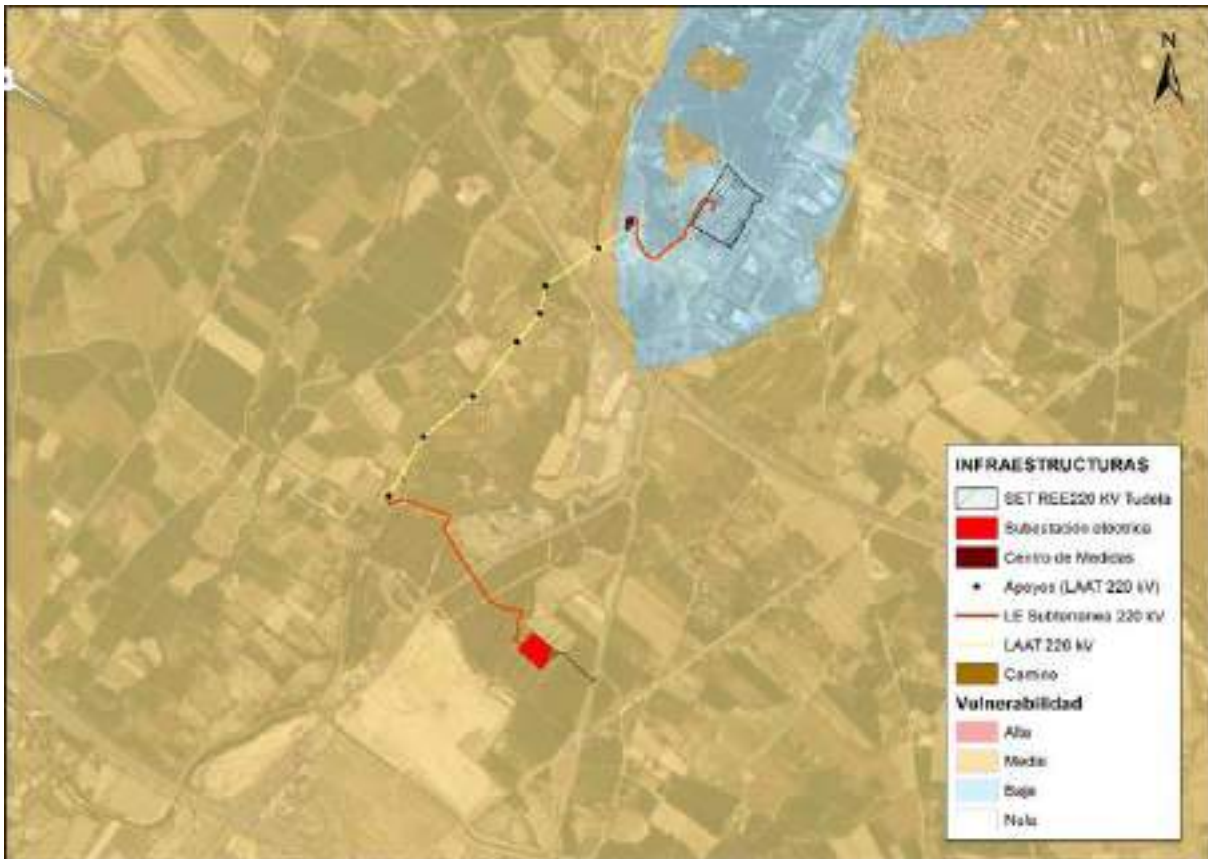 N
INFRAESTRUCTURAS
SET REE220 KV Tudela
Subestación eléctrica
Centro de Medidas
Apoyos (LAAT 220 kV)
LE Subterránea 220 kV
LAAT 220 kV
Camino
Vulnerabilidad
Alta
Media
Baja
Nula